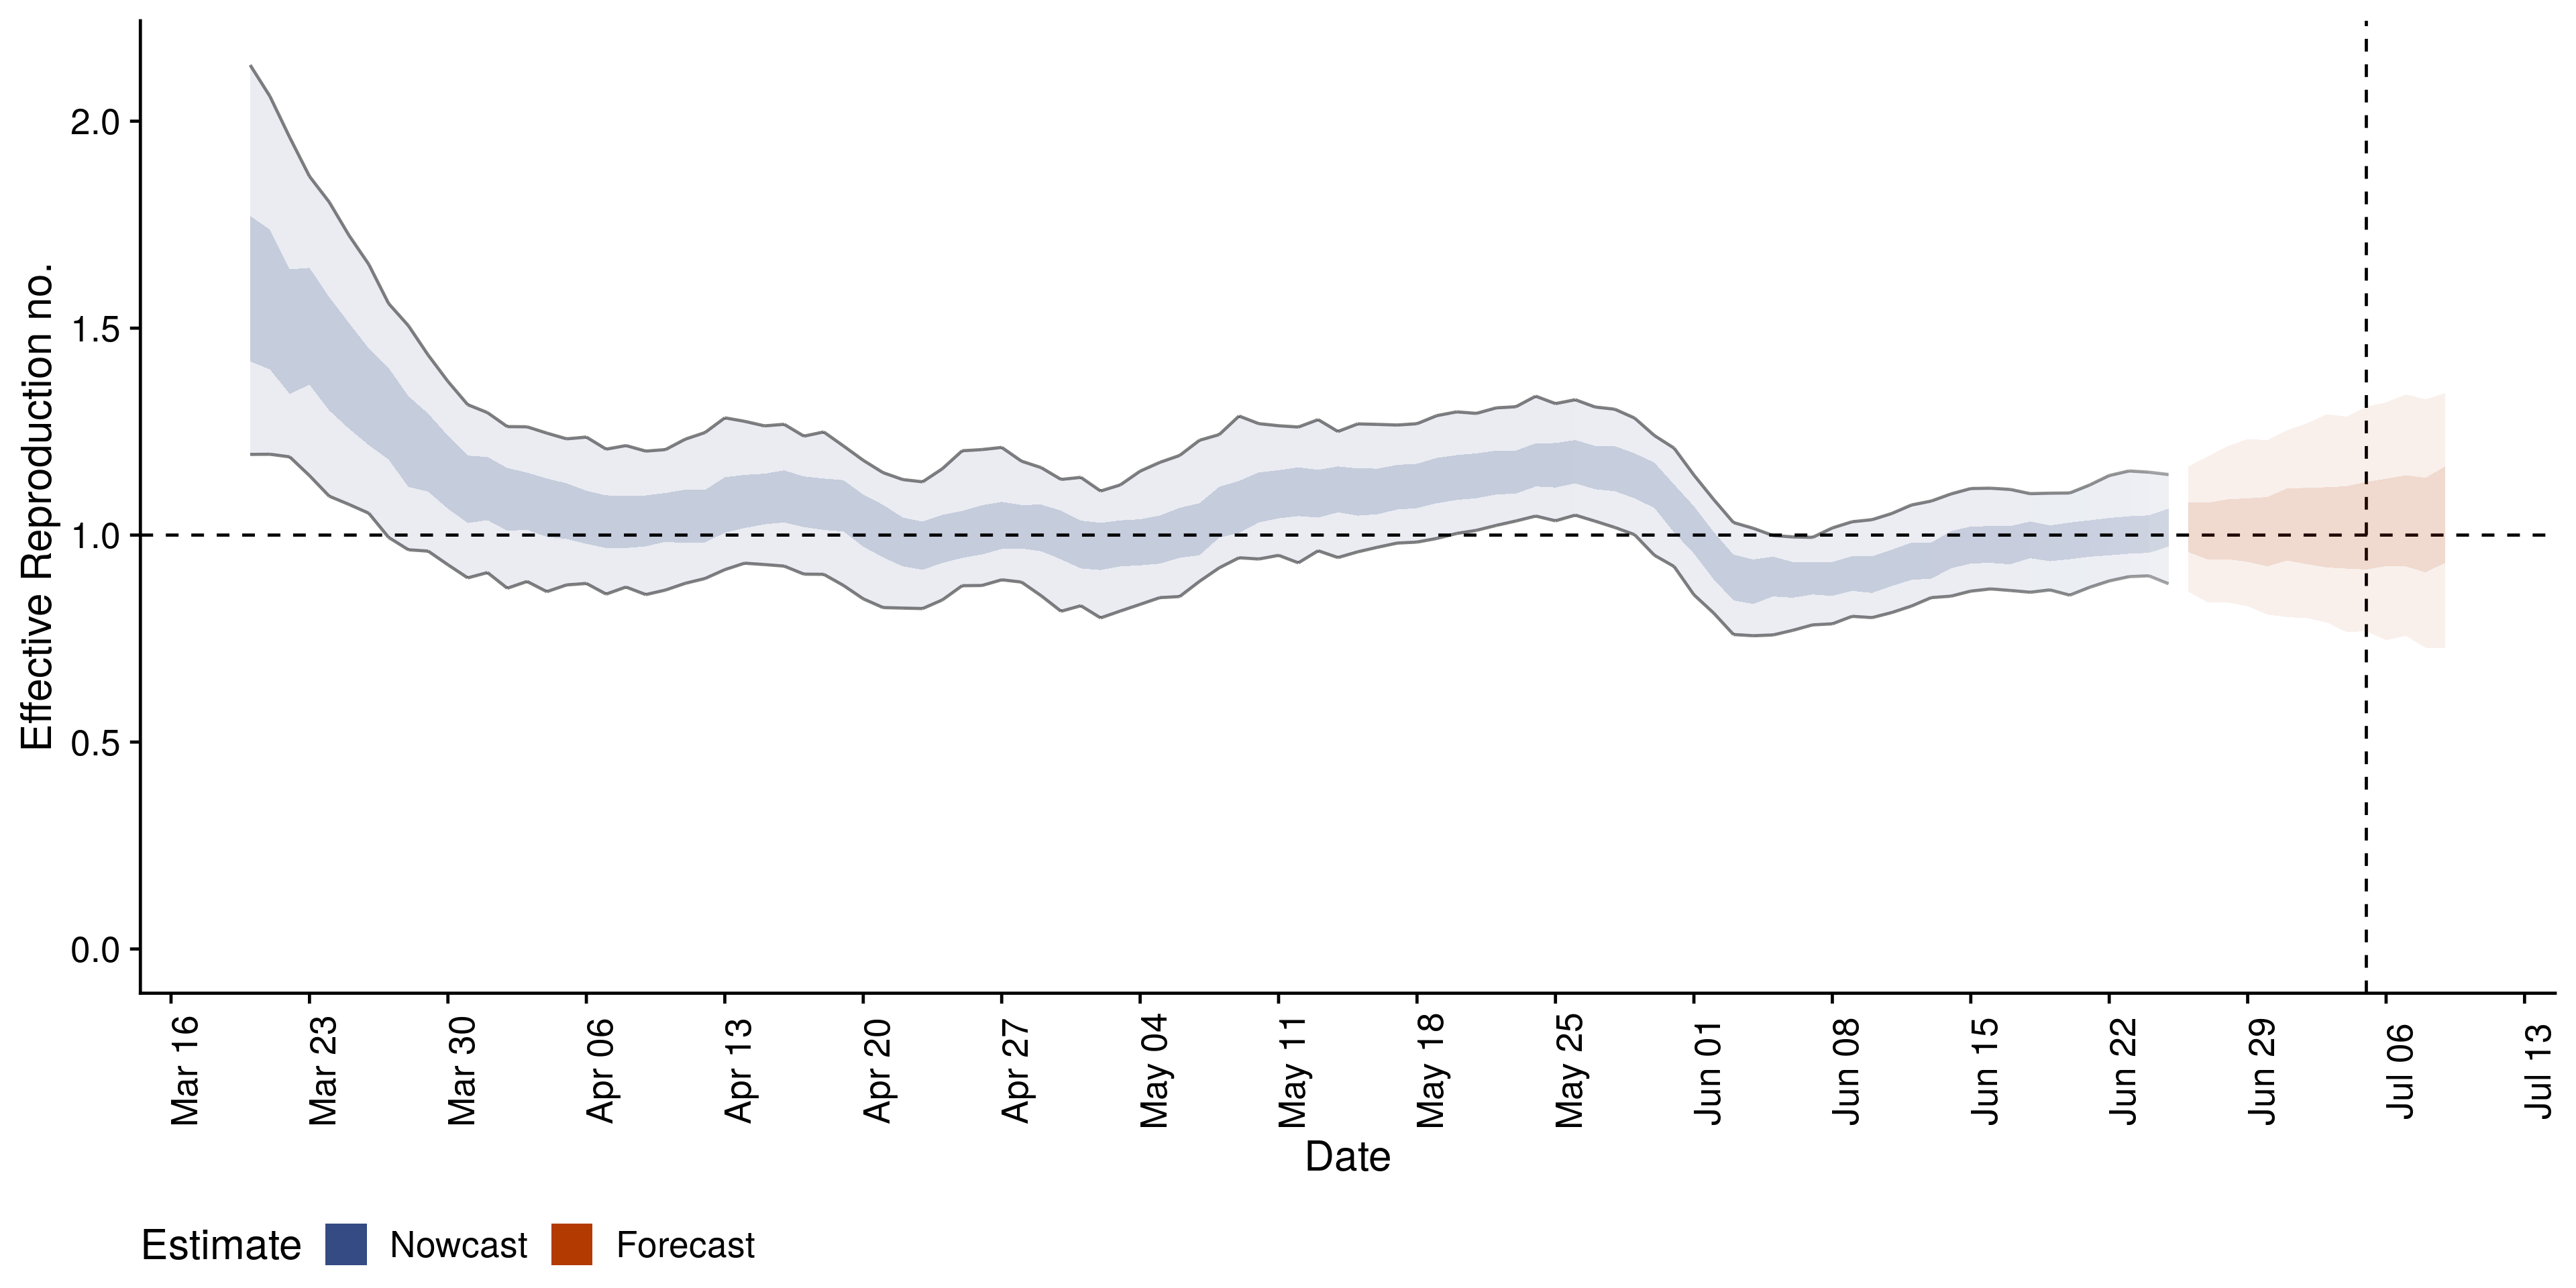 Effective Reproduction no.
2.0
1.5
1.0
0.5
0.0
Mar 16
Mar 23
Mar 30
Apr 06
Apr 13
Apr 20
Apr 27
May 04
May 11
May 18
May 25
Jun 01
Jun 08
Jun 15
Jun 22
Jun 29
Jul 06
Jul 13
Date
Estimate Nowcast Forecast